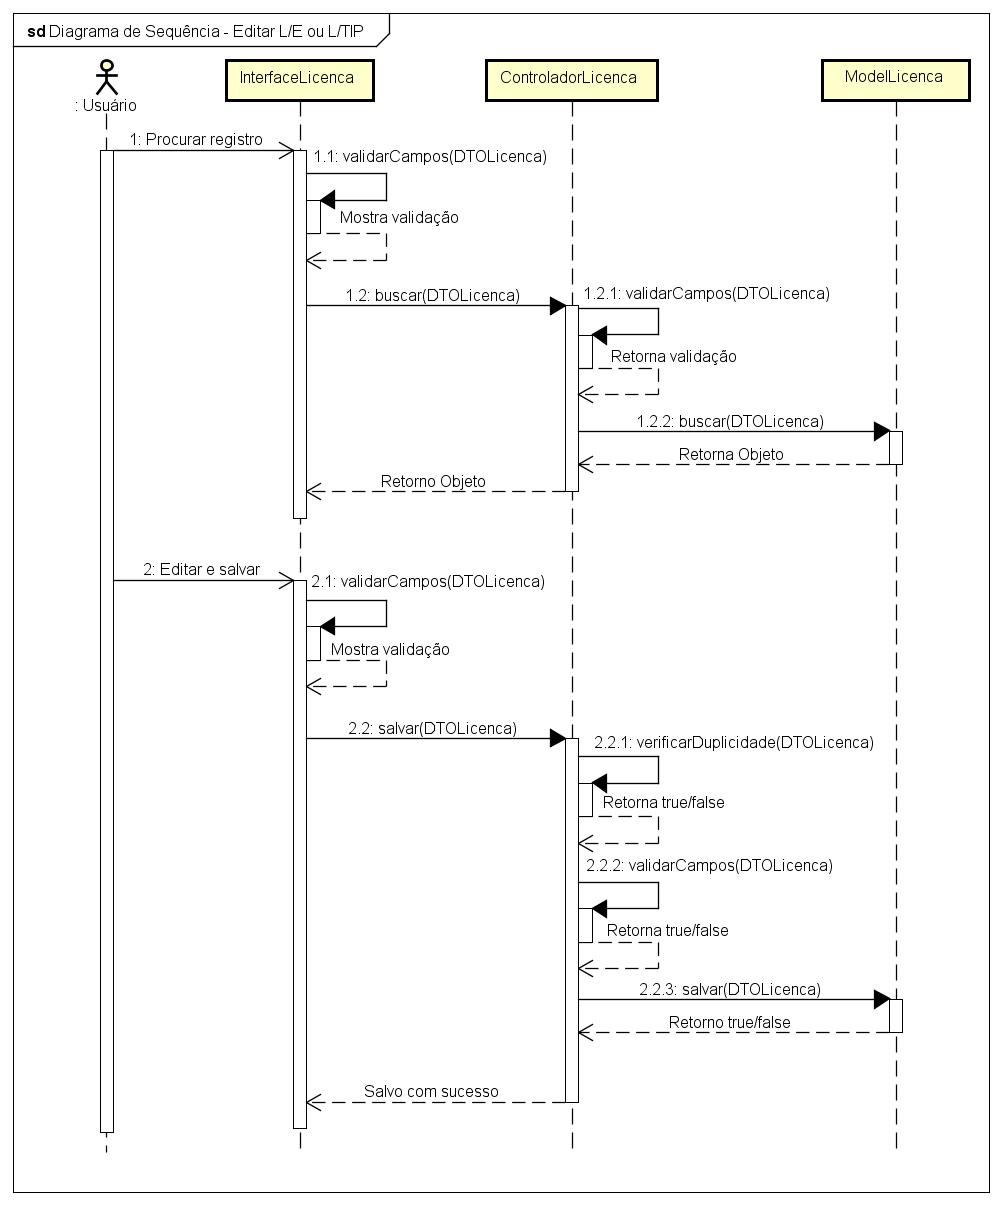 sd Diagrama de Sequência - Editar L/E ou L/TIP
: Usuário
InterfaceLicenca
ControladorLicenca
ModelLicenca
1: Procurar registro
1.1: validarCampos(DTOLicenca)
Mostra validação
1.2: buscar(DTOLicenca)
1.2.1: validarCampos(DTOLicenca)
Retorna validação
1.2.2: buscar(DTOLicenca)
Retorna Objeto
Retorno Objeto
2: Editar e salvar
2.1: validarCampos(DTOLicenca)
Mostra validação
2.2: salvar(DTOLicenca)
2.2.1: verificarDuplicidade(DTOLicenca)
Retorna true/false
2.2.2: validarCampos(DTOLicenca)
Retorna true/false
2.2.3: salvar(DTOLicenca)
Retorno true/false
Salvo com sucesso